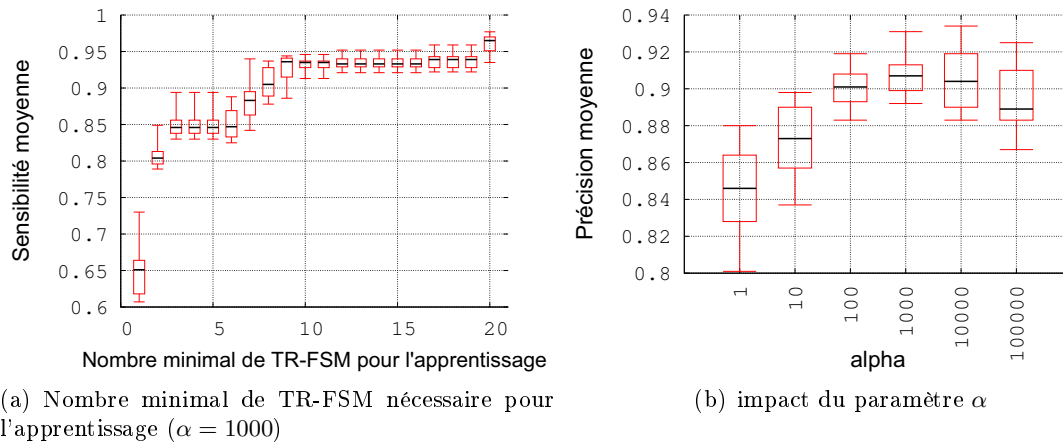 Sensibilité moyenne
1
0.95
0.9
0.85
0.8
0.75
0.7
0.65
0.6
0 5 10 15 20
Nombre minimal de TR-FSM pour l'apprentissage
(a) Nombre minimal de TR-FSM nécessaire pour
l'apprentissage (α = 1000)
Précision moyenne
0.94
0.92
0.9
0.88
0.86
0.84
0.82
0.8
1 10 100 1000 10000 100000
alpha
(b) impact du paramètre α